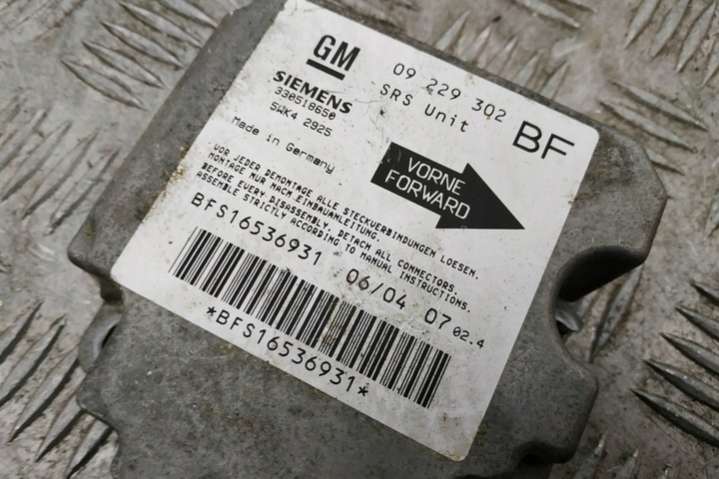 GM
09 229 302
SRS Unit
BF
SIEMENS
330518650
5WK4 2925
Made in Germany
VORNE
FORWARD
VOR JEDER DEMONTAGE ALLE STECKVERBINDUNGEN LOESEN.
MONTAGE NUR NACH EINBAUANLEITUNG
BEFORE EVERY DISASSEMBLY, DETACH ALL CONNECTORS.
ASSEMBLE STRICTLY ACCORDING TO MANUAL INSTRUCTIONS.
BFS16536931 06/04 07 02.4
*BFS16536931*